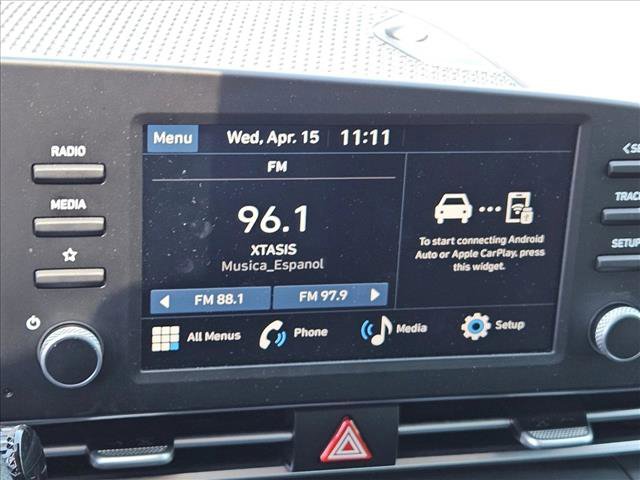 Menu Wed, Apr. 15 11:11
RADIO
MEDIA
FM
96.1
XTASIS
Musica_Espanol
FM 88.1 FM 97.9
To start connecting Android
Auto or Apple CarPlay, press
this widget.
All Menus Phone Media Setup
<SE
TRACK
SETUP